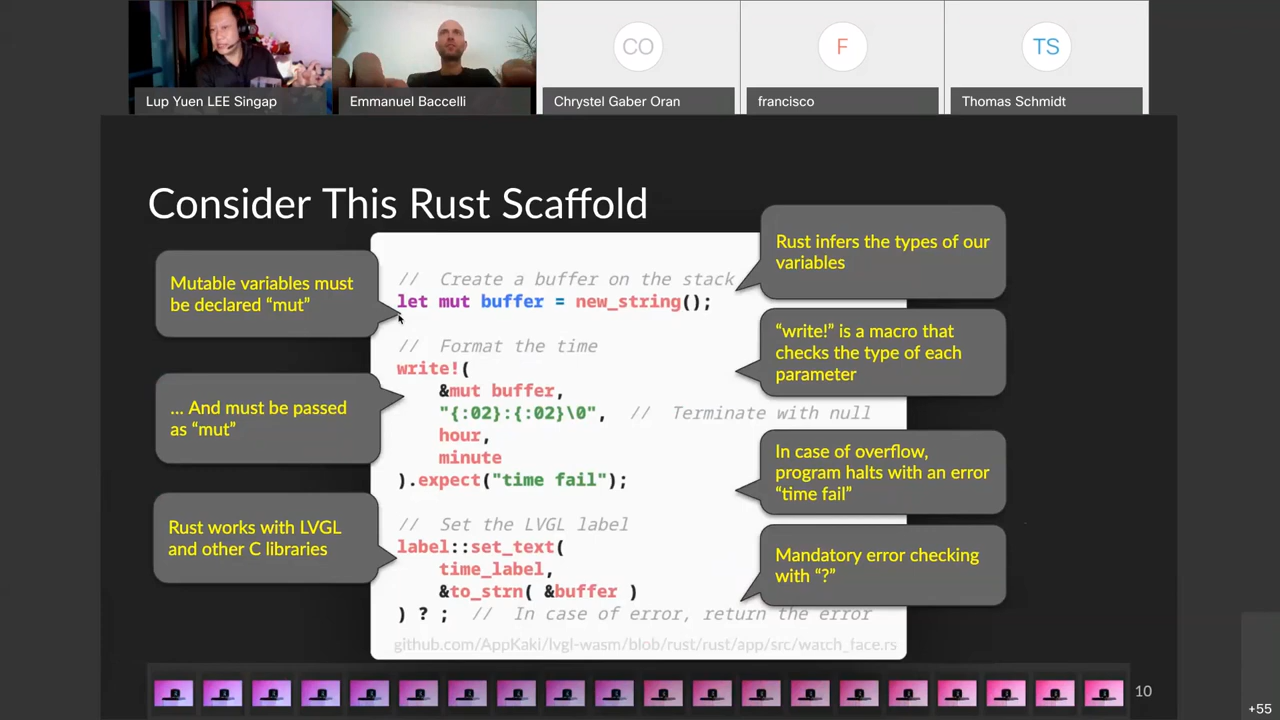 CO
F
TS
Lup Yuen LEE Singap
Emmanuel Baccelli
Chrystel Gaber Oran
francisco
Thomas Schmidt
Consider This Rust Scaffold
Mutable variables must
be declared “mut”
… And must be passed
as “mut”
Rust works with LVGL
and other C libraries
// Create a buffer on the stack
let mut buffer = new_string();
// Format the time
write!(
&mut buffer,
"{:02}:{:02}\0", // Terminate with null
hour,
minute
).expect("time fail");
// Set the LVGL label
label::set_text(
time_label,
&to_strn( &buffer )
) ? ; // In case of error, return the error
github.com/AppKaki/lvgl-wasm/blob/rust/rust/app/src/watch_face.rs
Rust infers the types of our
variables
“write!” is a macro that
checks the type of each
parameter
In case of overflow,
program halts with an error
“time fail”
Mandatory error checking
with “?”
10
+55